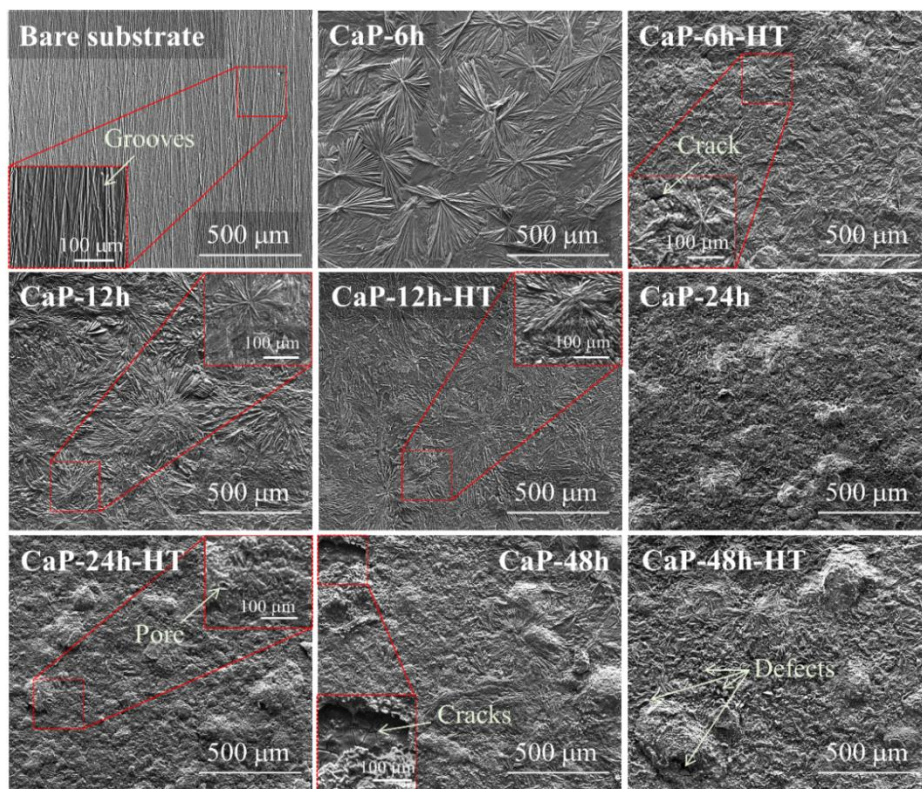 Bare substrate
Grooves
100 μm
500 μm
CaP-6h
500 μm
CaP-6h-HT
Crack
100 μm
500 μm
CaP-12h
100 μm
500 μm
CaP-12h-HT
100 μm
500 μm
CaP-24h
500 μm
CaP-24h-HT
Pore
100 μm
500 μm
CaP-48h
Cracks
100 μm
500 μm
CaP-48h-HT
Defects
500 μm